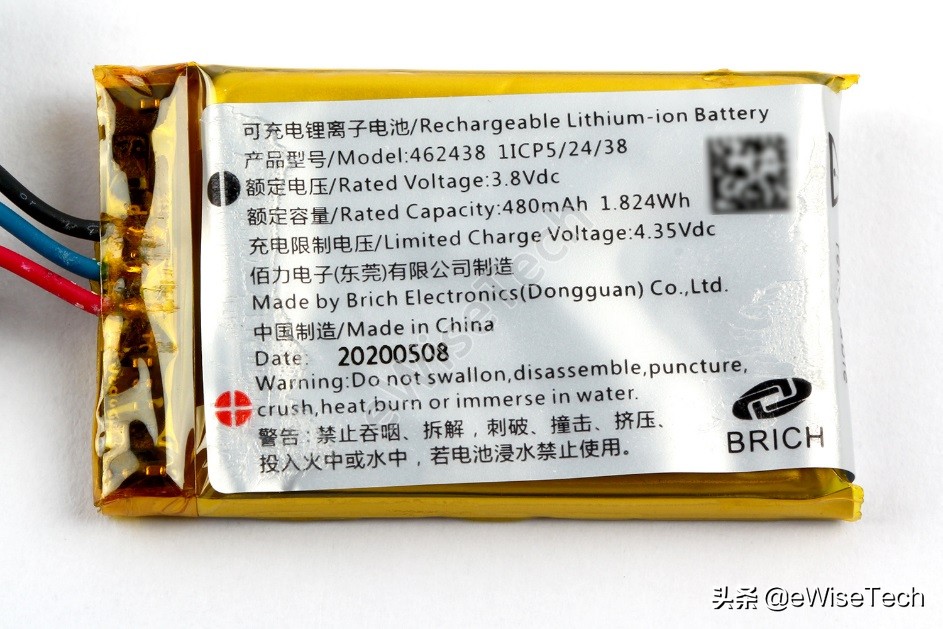 可充电锂离子电池/Rechargeable Lithium-ion Battery
产品型号/Model:462438 1ICP5/24/38
额定电压/Rated Voltage:3.8Vdc
额定容量/Rated Capacity:480mAh 1.824Wh
充电限制电压/Limited Charge Voltage:4.35Vdc
佰力电子(东莞)有限公司制造
Made by Brich Electronics(Dongguan) Co.,Ltd.
中国制造/Made in China
Date: 20200508
Warning:Do not swallon,disassemble,puncture,
crush,heat,burn or immerse in water.
警告:禁止吞咽、拆解,刺破、撞击、挤压、
投入火中或水中,若电池浸水禁止使用。
BRICH
eWiseTech
头条 @eWiseTech